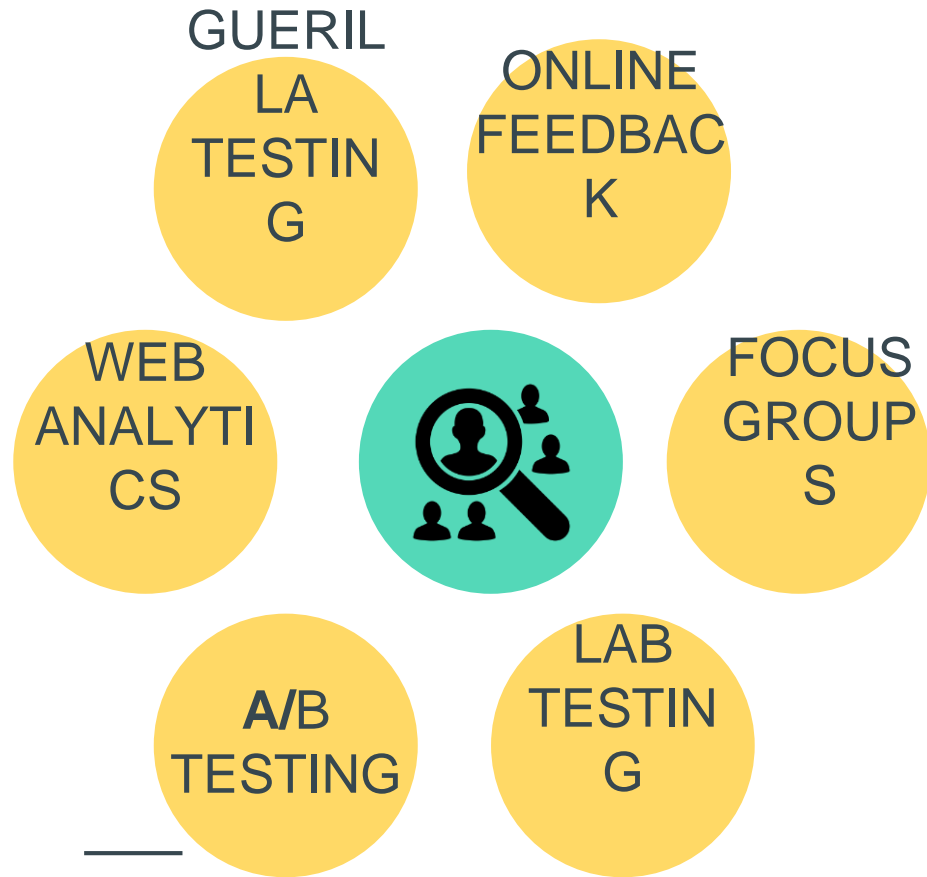 GUERIL
LA
TESTIN
G
ONLINE
FEEDBAC
K
WEB
ANALYTI
CS
FOCUS
GROUP
S
A/B
TESTING
LAB
TESTIN
G